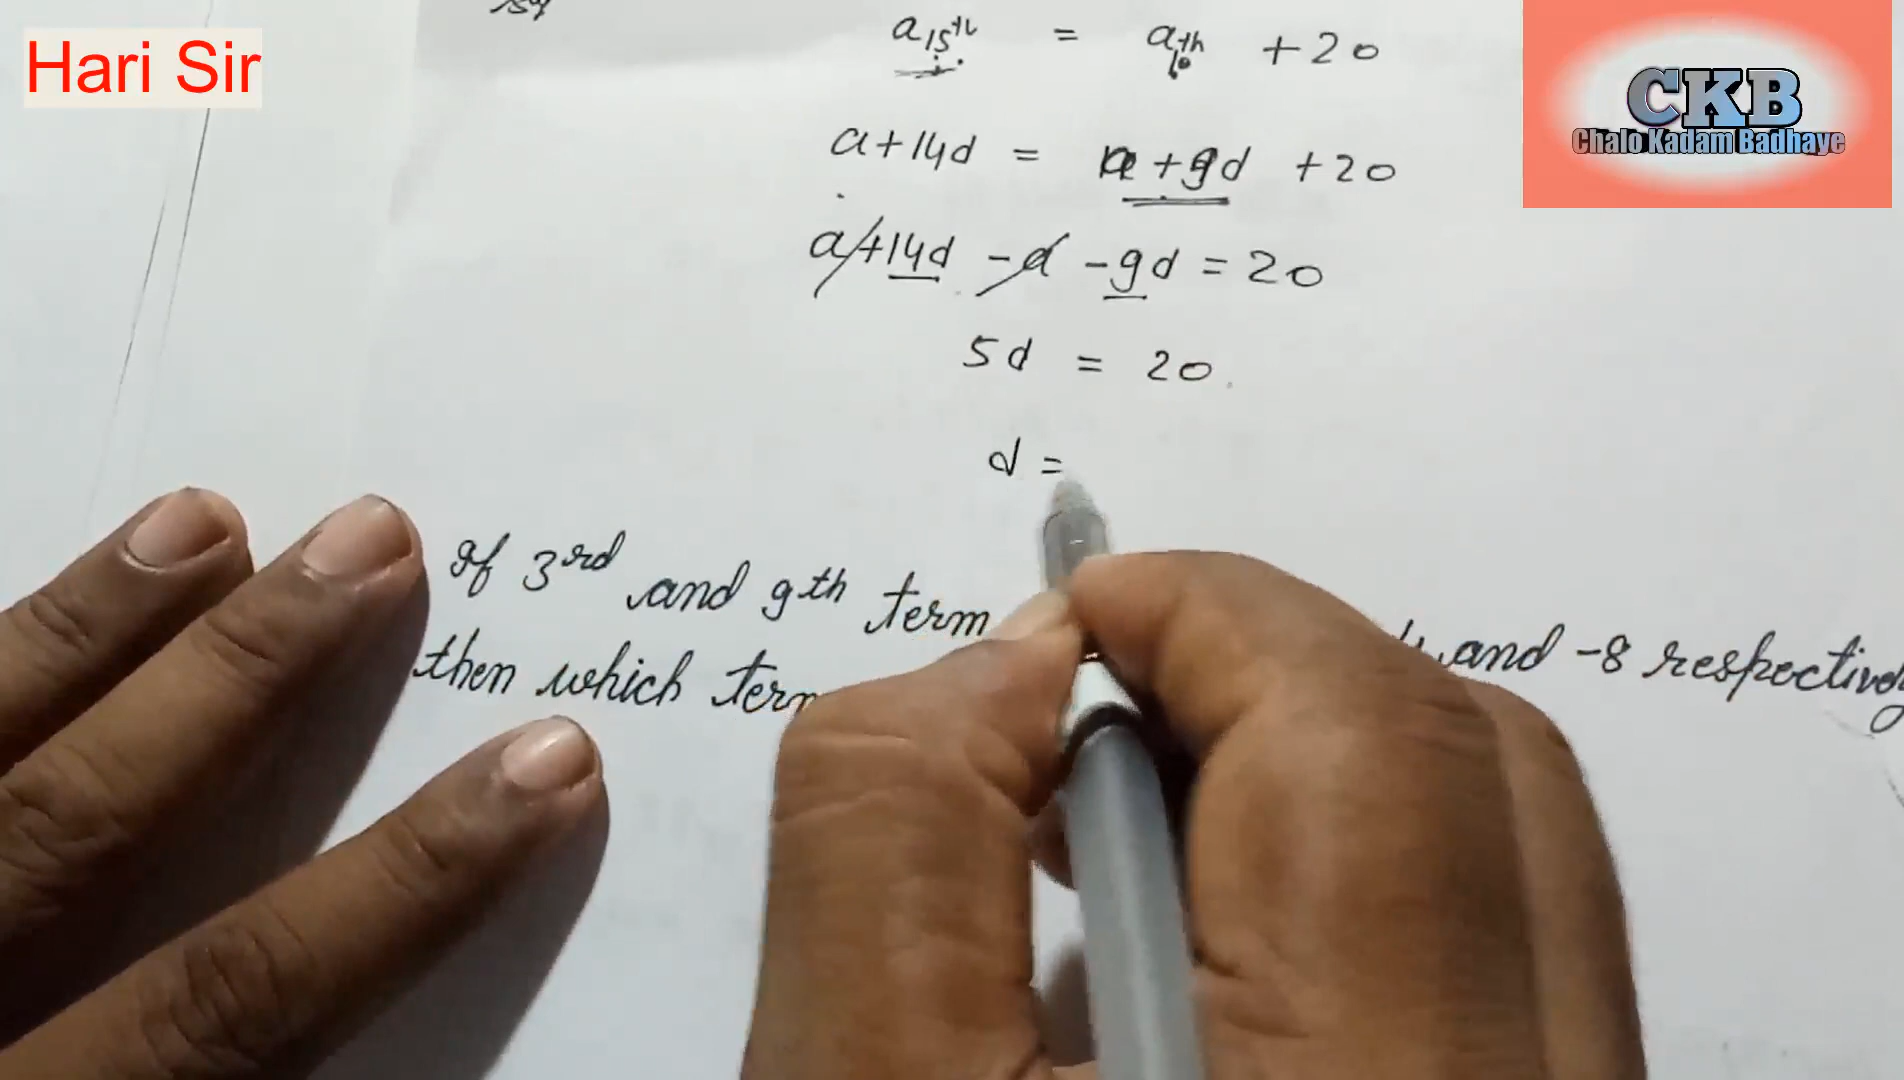 Hari Sir
CKB
Chalo Kadam Badhaye
a15th = a10th + 20
a + 14d = a + 9d + 20
a + 14d - a - 9d = 20
5d = 20
d =
If 3rd and 9th term and -8 respectively
then which term